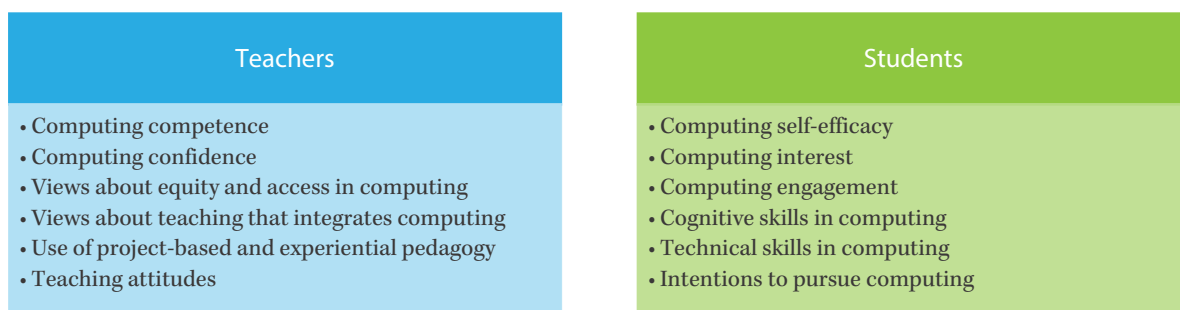 Teachers
• Computing competence
• Computing confidence
• Views about equity and access in computing
• Views about teaching that integrates computing
• Use of project-based and experiential pedagogy
• Teaching attitudes
Students
• Computing self-efficacy
• Computing interest
• Computing engagement
• Cognitive skills in computing
• Technical skills in computing
• Intentions to pursue computing